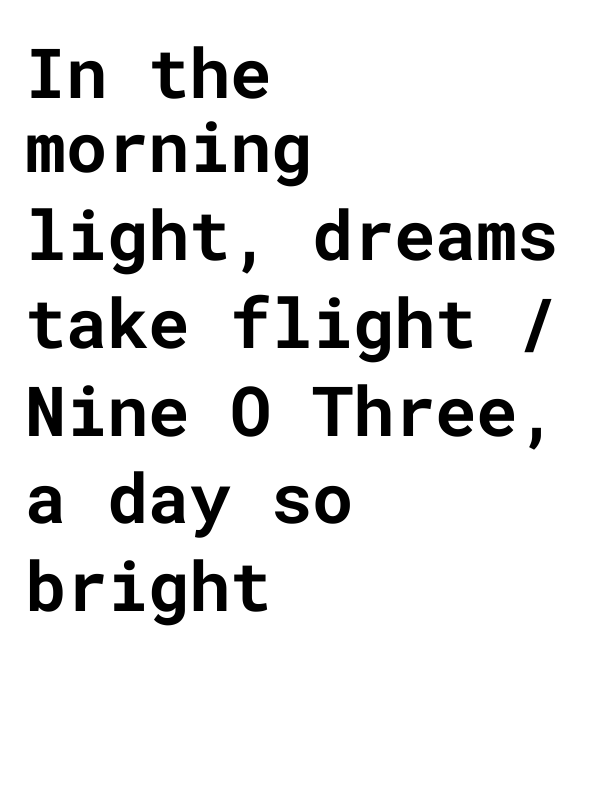 In the
morning
light, dreams
take flight /
Nine O Three,
a day so
bright